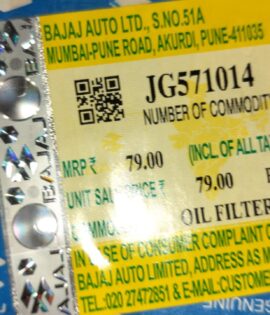 BAJAJ AUTO LTD., S.NO.51A
MUMBAI-PUNE ROAD, AKURDI, PUNE-411035
JG571014
NUMBER OF COMMODIT
MRP ₹ 79.00 (INCL. OF ALL TA
UNIT SALE PRICE ₹ 79.00
OIL FILTER
IN CASE OF CONSUMER COMPLAINT C
BAJAJ AUTO LIMITED, ADDRESS AS M
TEL.:020 27472851 & E-MAIL:CUSTOME
BAJAJ
BAJAJ
GENUINE